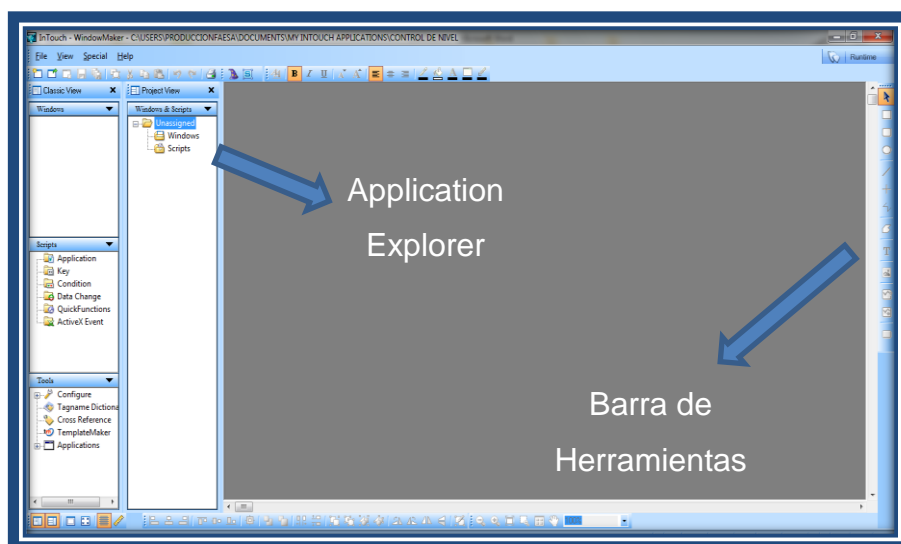 InTouch - WindowMaker - C:\USERS\PRODUCCIONFAESA\DOCUMENTS\MY INTOUCH APPLICATIONS\CONTROL DE NIVEL
File View Special Help
Runtime
Classic View
Project View
Windows
Windows & Scripts
Unassigned
Windows
Scripts
Application
Explorer
Scripts
Application
Key
Condition
Data Change
QuickFunctions
ActiveX Event
Barra de
Herramientas
Tools
Configure
Tagname Dictiona
Cross Reference
TemplateMaker
Applications